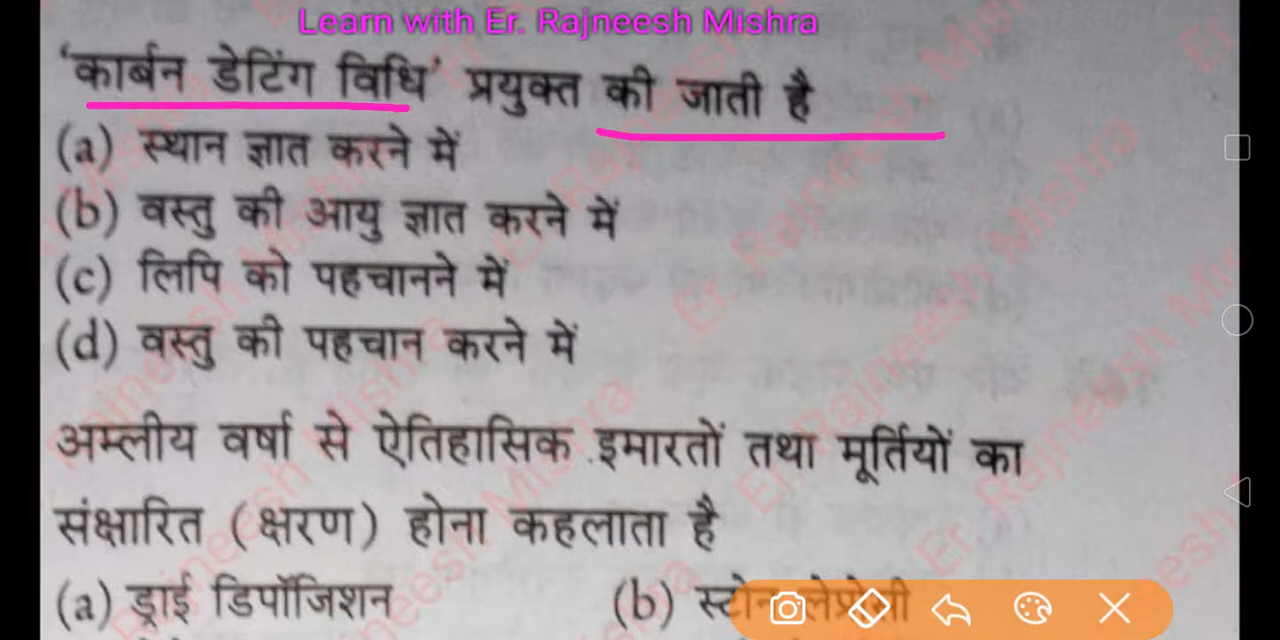 Learn with Er. Rajneesh Mishra
‘कार्बन डेटिंग विधि’ प्रयुक्त की जाती है
(a) स्थान ज्ञात करने में
(b) वस्तु की आयु ज्ञात करने में
(c) लिपि को पहचानने में
(d) वस्तु की पहचान करने में
अम्लीय वर्षा से ऐतिहासिक इमारतों तथा मूर्तियों का
संक्षारित (क्षरण) होना कहलाता है
(a) ड्राई डिपॉजिशन (b) स्टोन लेप्रोसी